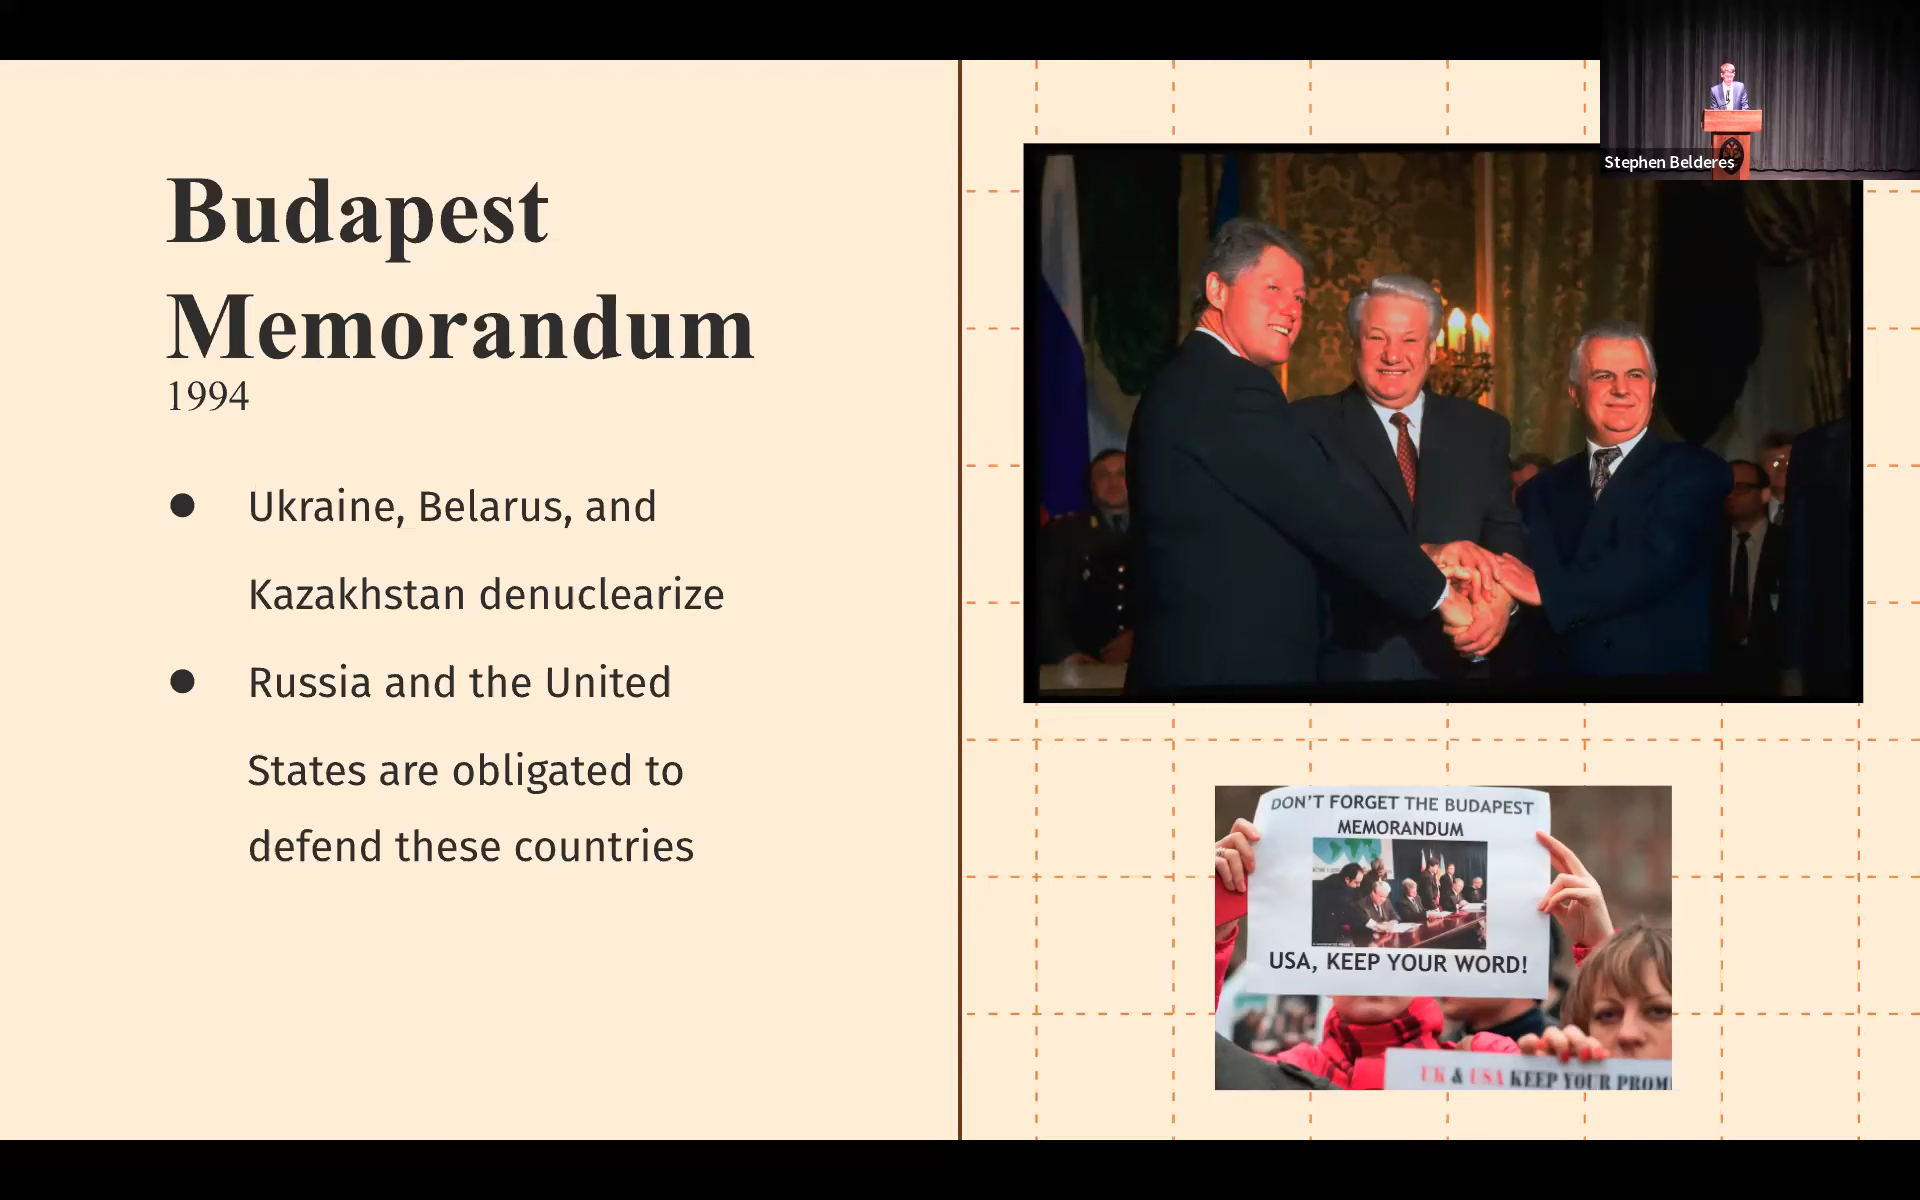 Budapest
Memorandum
1994
● Ukraine, Belarus, and
Kazakhstan denuclearize
● Russia and the United
States are obligated to
defend these countries
Stephen Belderes
DON'T FORGET THE BUDAPEST
MEMORANDUM
USA, KEEP YOUR WORD!
UK & USA KEEP YOUR PROM